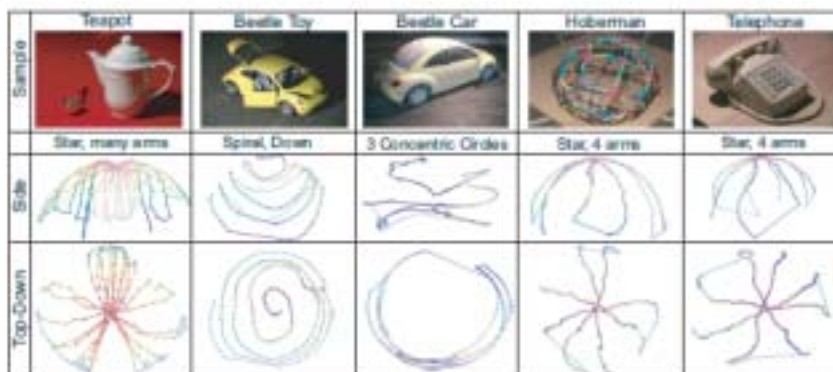 Teapot Beetle Toy Beetle Car Hoberman Telephone
Sample
Star, many arms Spiral, Down 3 Concentric Circles Star, 4 arms Star, 4 arms
Side
Top-Down